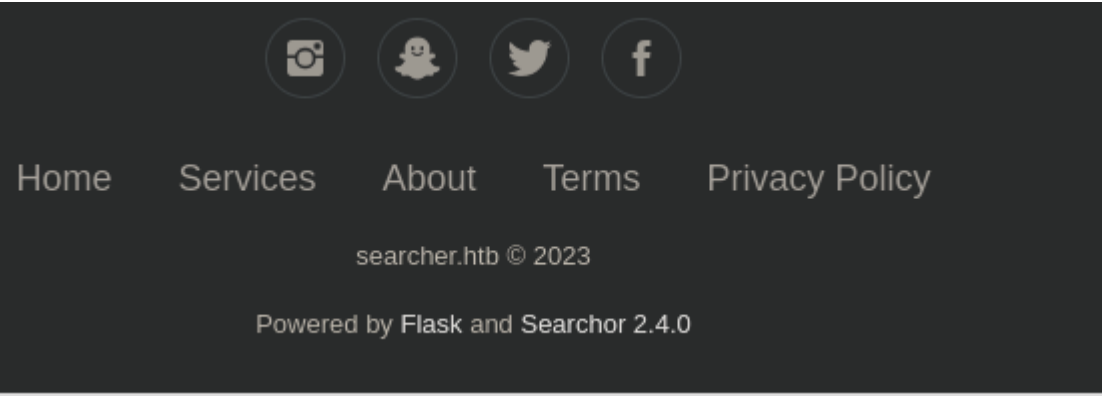 Home Services About Terms Privacy Policy
searcher.htb © 2023
Powered by Flask and Searchor 2.4.0